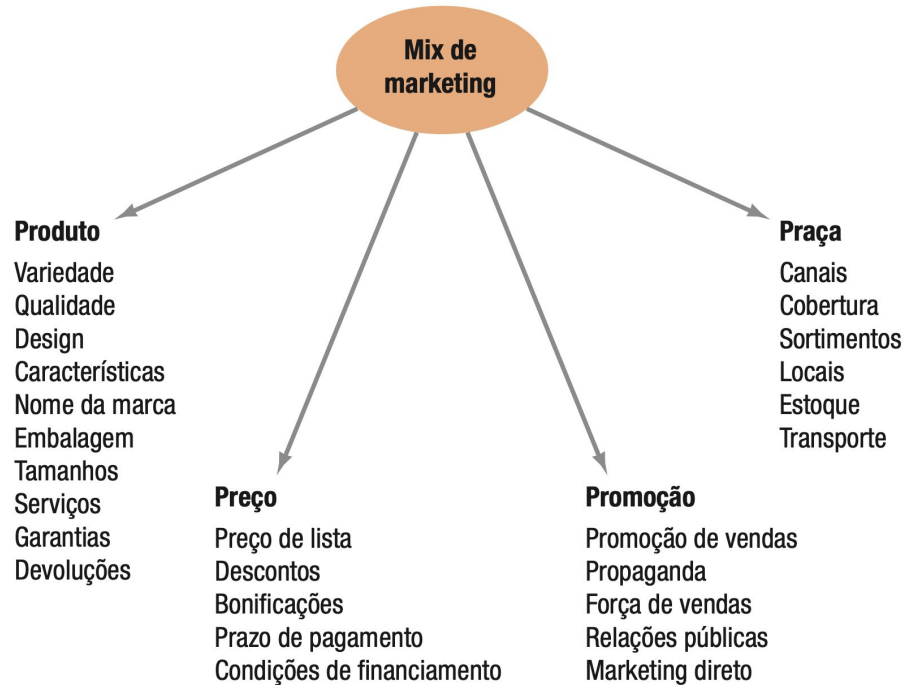 Mix de
marketing
Produto
Variedade
Qualidade
Design
Características
Nome da marca
Embalagem
Tamanhos
Serviços
Garantias
Devoluções
Preço
Preço de lista
Descontos
Bonificações
Prazo de pagamento
Condições de financiamento
Promoção
Promoção de vendas
Propaganda
Força de vendas
Relações públicas
Marketing direto
Praça
Canais
Cobertura
Sortimentos
Locais
Estoque
Transporte